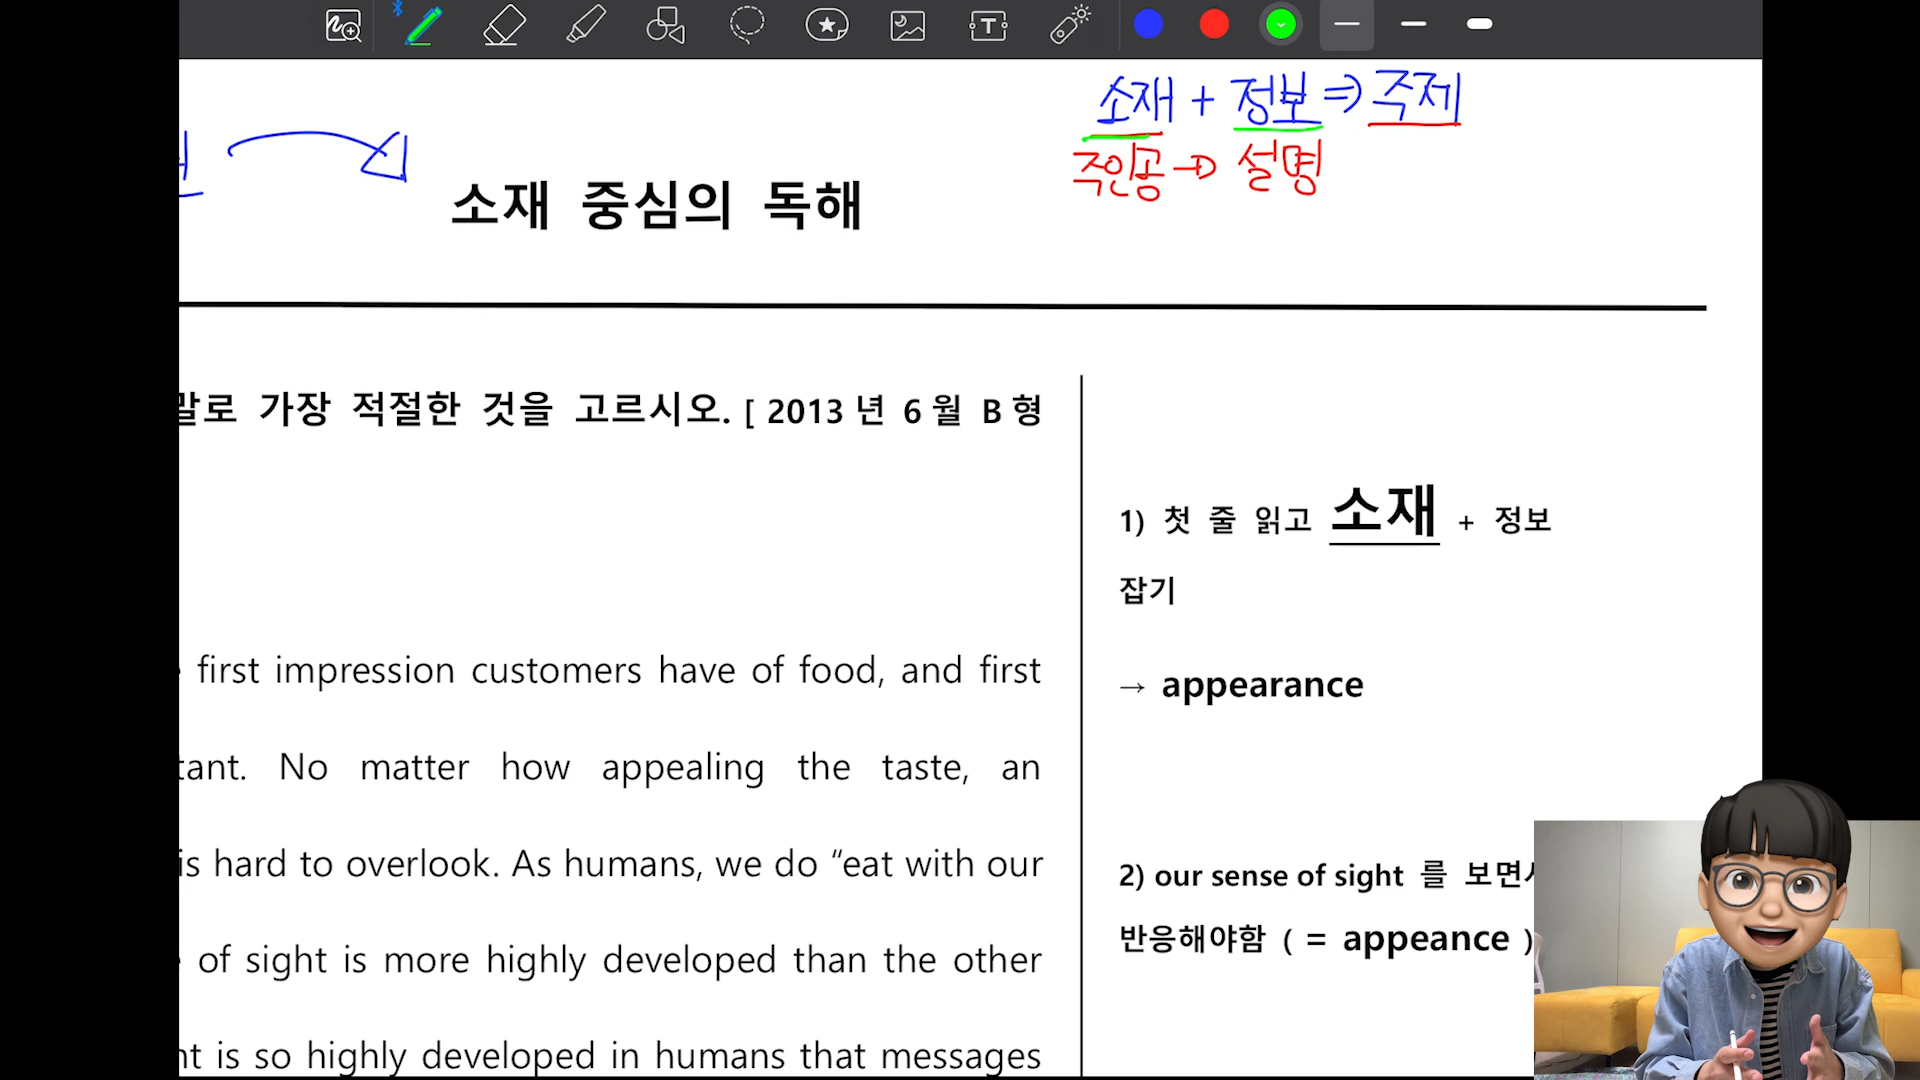 소재 + 정보 ⇒ 주제
주인공 → 설명
소재 중심의 독해
말로 가장 적절한 것을 고르시오. [ 2013 년 6 월 B 형
first impression customers have of food, and first
tant. No matter how appealing the taste, an
is hard to overlook. As humans, we do “eat with our
of sight is more highly developed than the other
nt is so highly developed in humans that messages
1) 첫 줄 읽고 소재 + 정보
잡기
→ appearance
2) our sense of sight 를 보면서
반응해야함 ( = appeance )